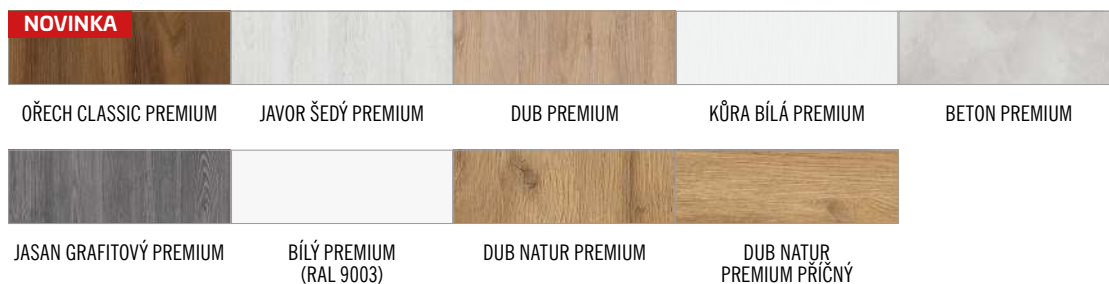 NOVINKA
OŘECH CLASSIC PREMIUM
JAVOR ŠEDÝ PREMIUM
DUB PREMIUM
KŮRA BÍLÁ PREMIUM
BETON PREMIUM
JASAN GRAFITOVÝ PREMIUM
BÍLÝ PREMIUM
(RAL 9003)
DUB NATUR PREMIUM
DUB NATUR
PREMIUM PŘÍČNÝ